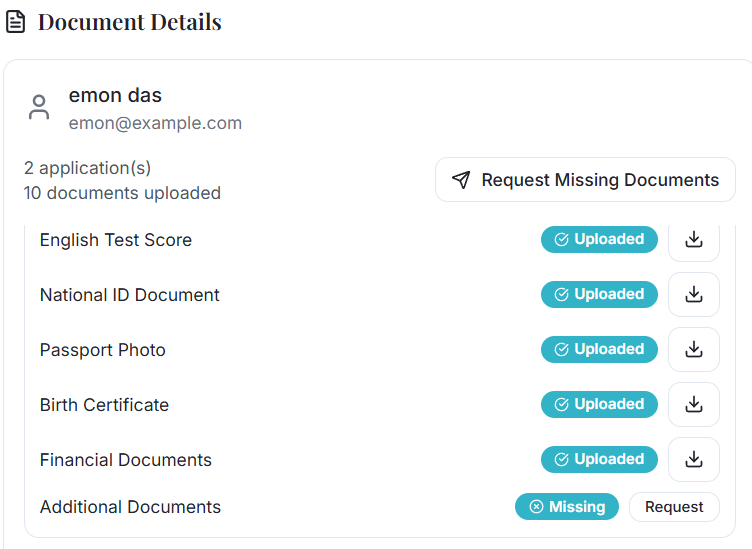 Document Details
emon das
emon@example.com
2 application(s)
10 documents uploaded
Request Missing Documents
English Test Score Uploaded
National ID Document Uploaded
Passport Photo Uploaded
Birth Certificate Uploaded
Financial Documents Uploaded
Additional Documents Missing Request